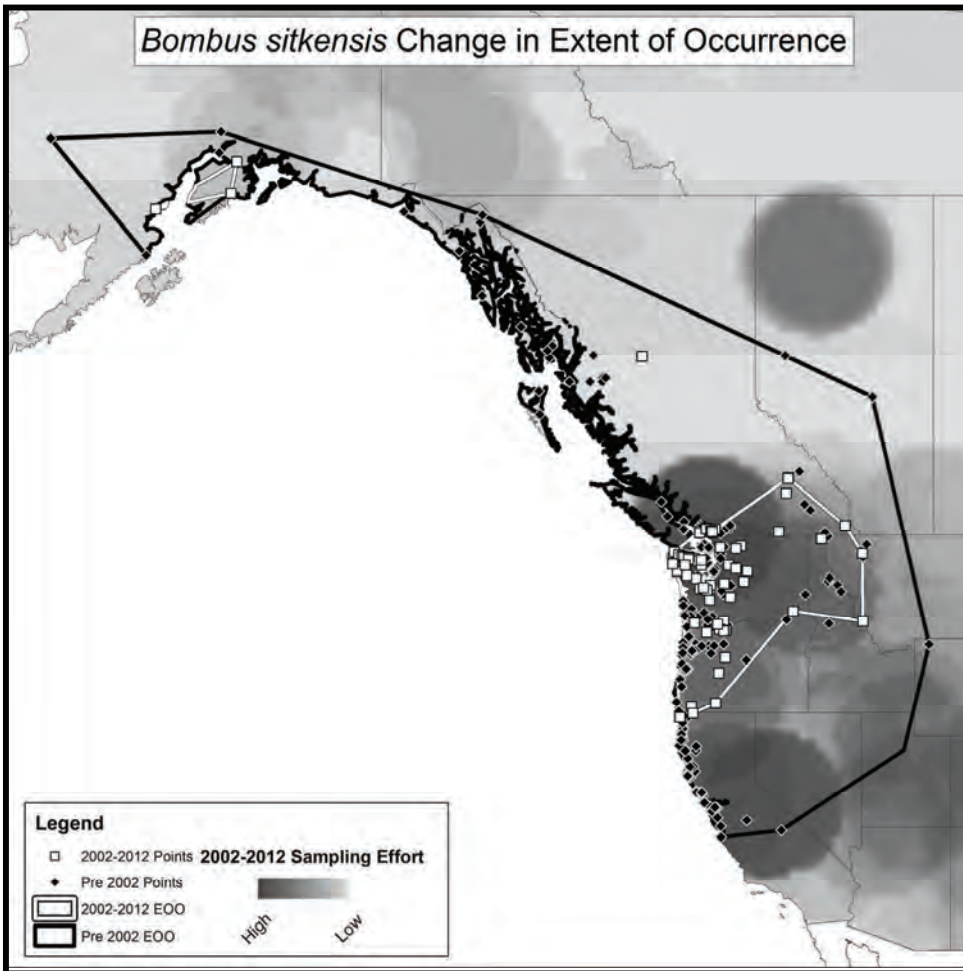 Bombus sitkensis Change in Extent of Occurrence
Legend
2002-2012 Points
Pre 2002 Points
2002-2012 EOO
Pre 2002 EOO
2002-2012 Sampling Effort
High
Low